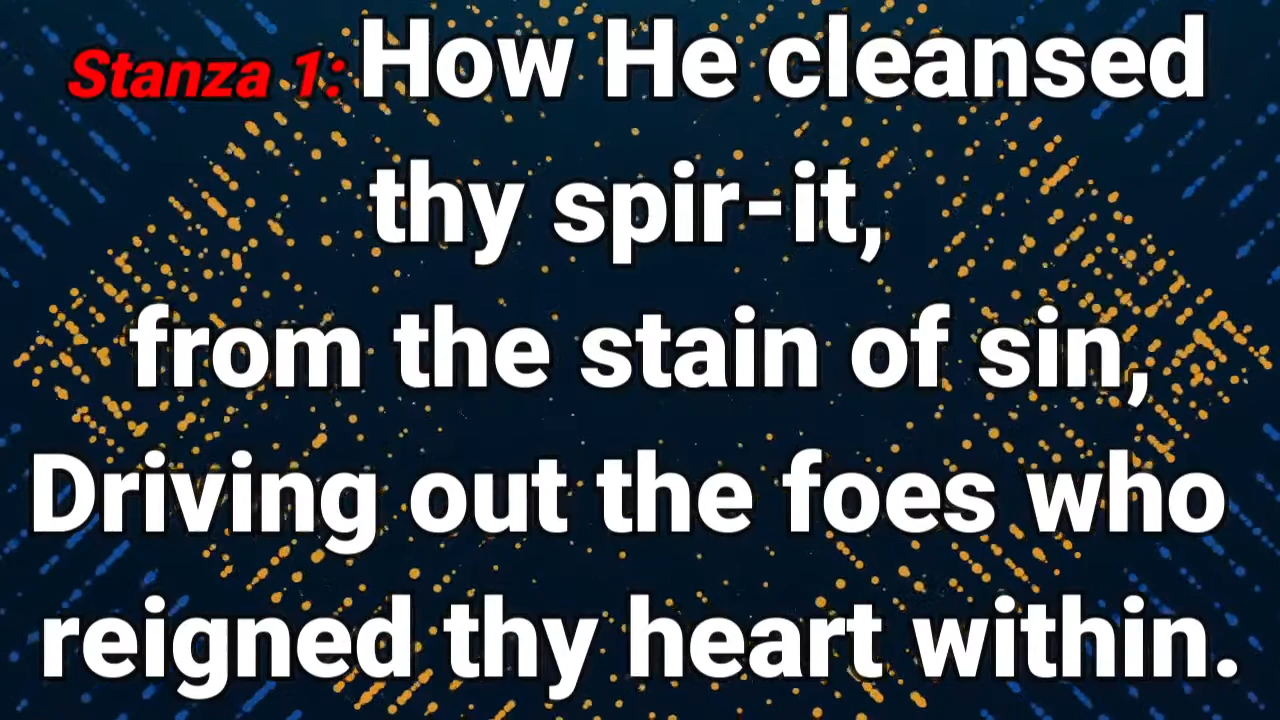 Stanza 1: How He cleansed
thy spir-it,
from the stain of sin,
Driving out the foes who
reigned thy heart within.